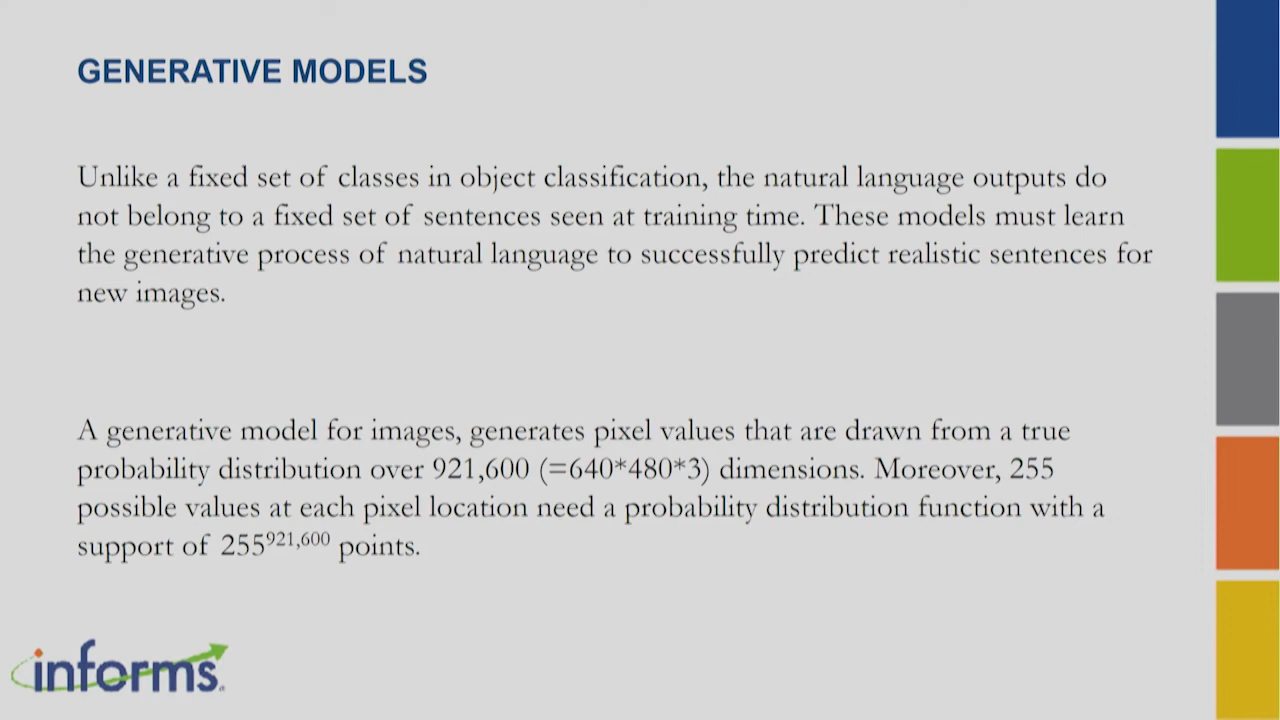 GENERATIVE MODELS
Unlike a fixed set of classes in object classification, the natural language outputs do
not belong to a fixed set of sentences seen at training time. These models must learn
the generative process of natural language to successfully predict realistic sentences for
new images.
A generative model for images, generates pixel values that are drawn from a true
probability distribution over 921,600 (=640*480*3) dimensions. Moreover, 255
possible values at each pixel location need a probability distribution function with a
support of 255^921,600 points.
informs